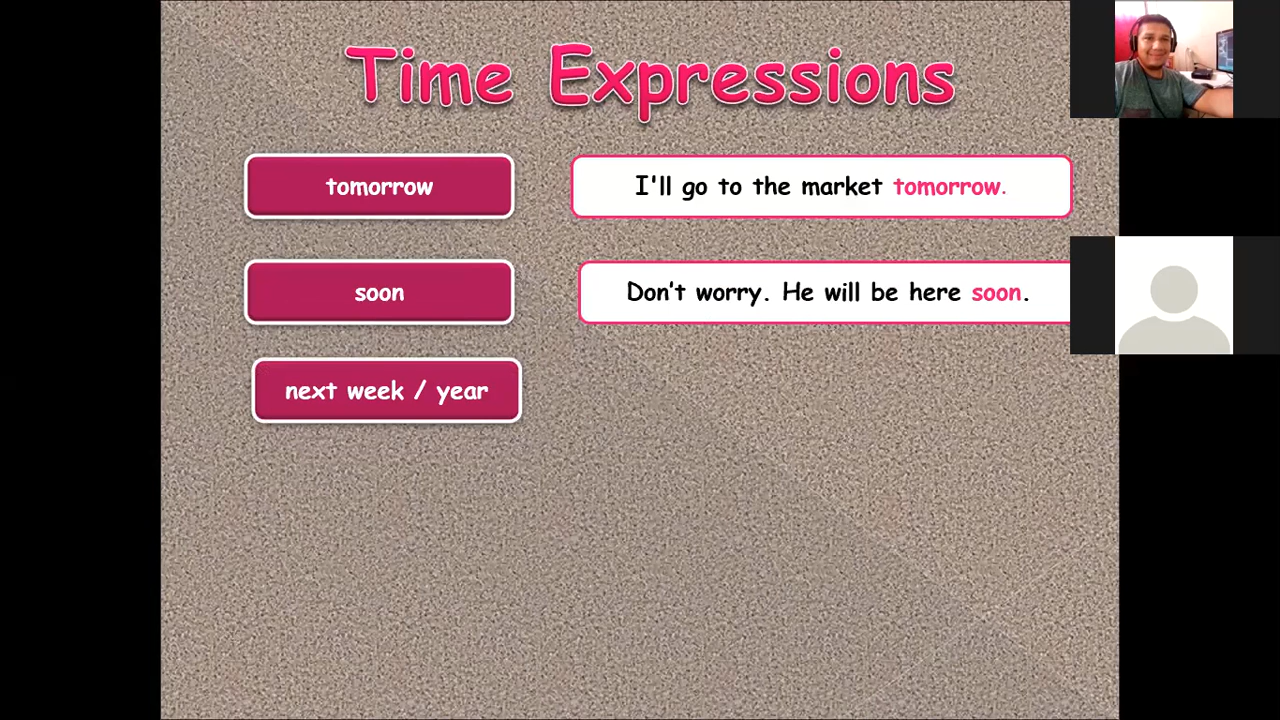 Time Expressions
tomorrow
I'll go to the market tomorrow.
soon
Don't worry. He will be here soon.
next week / year